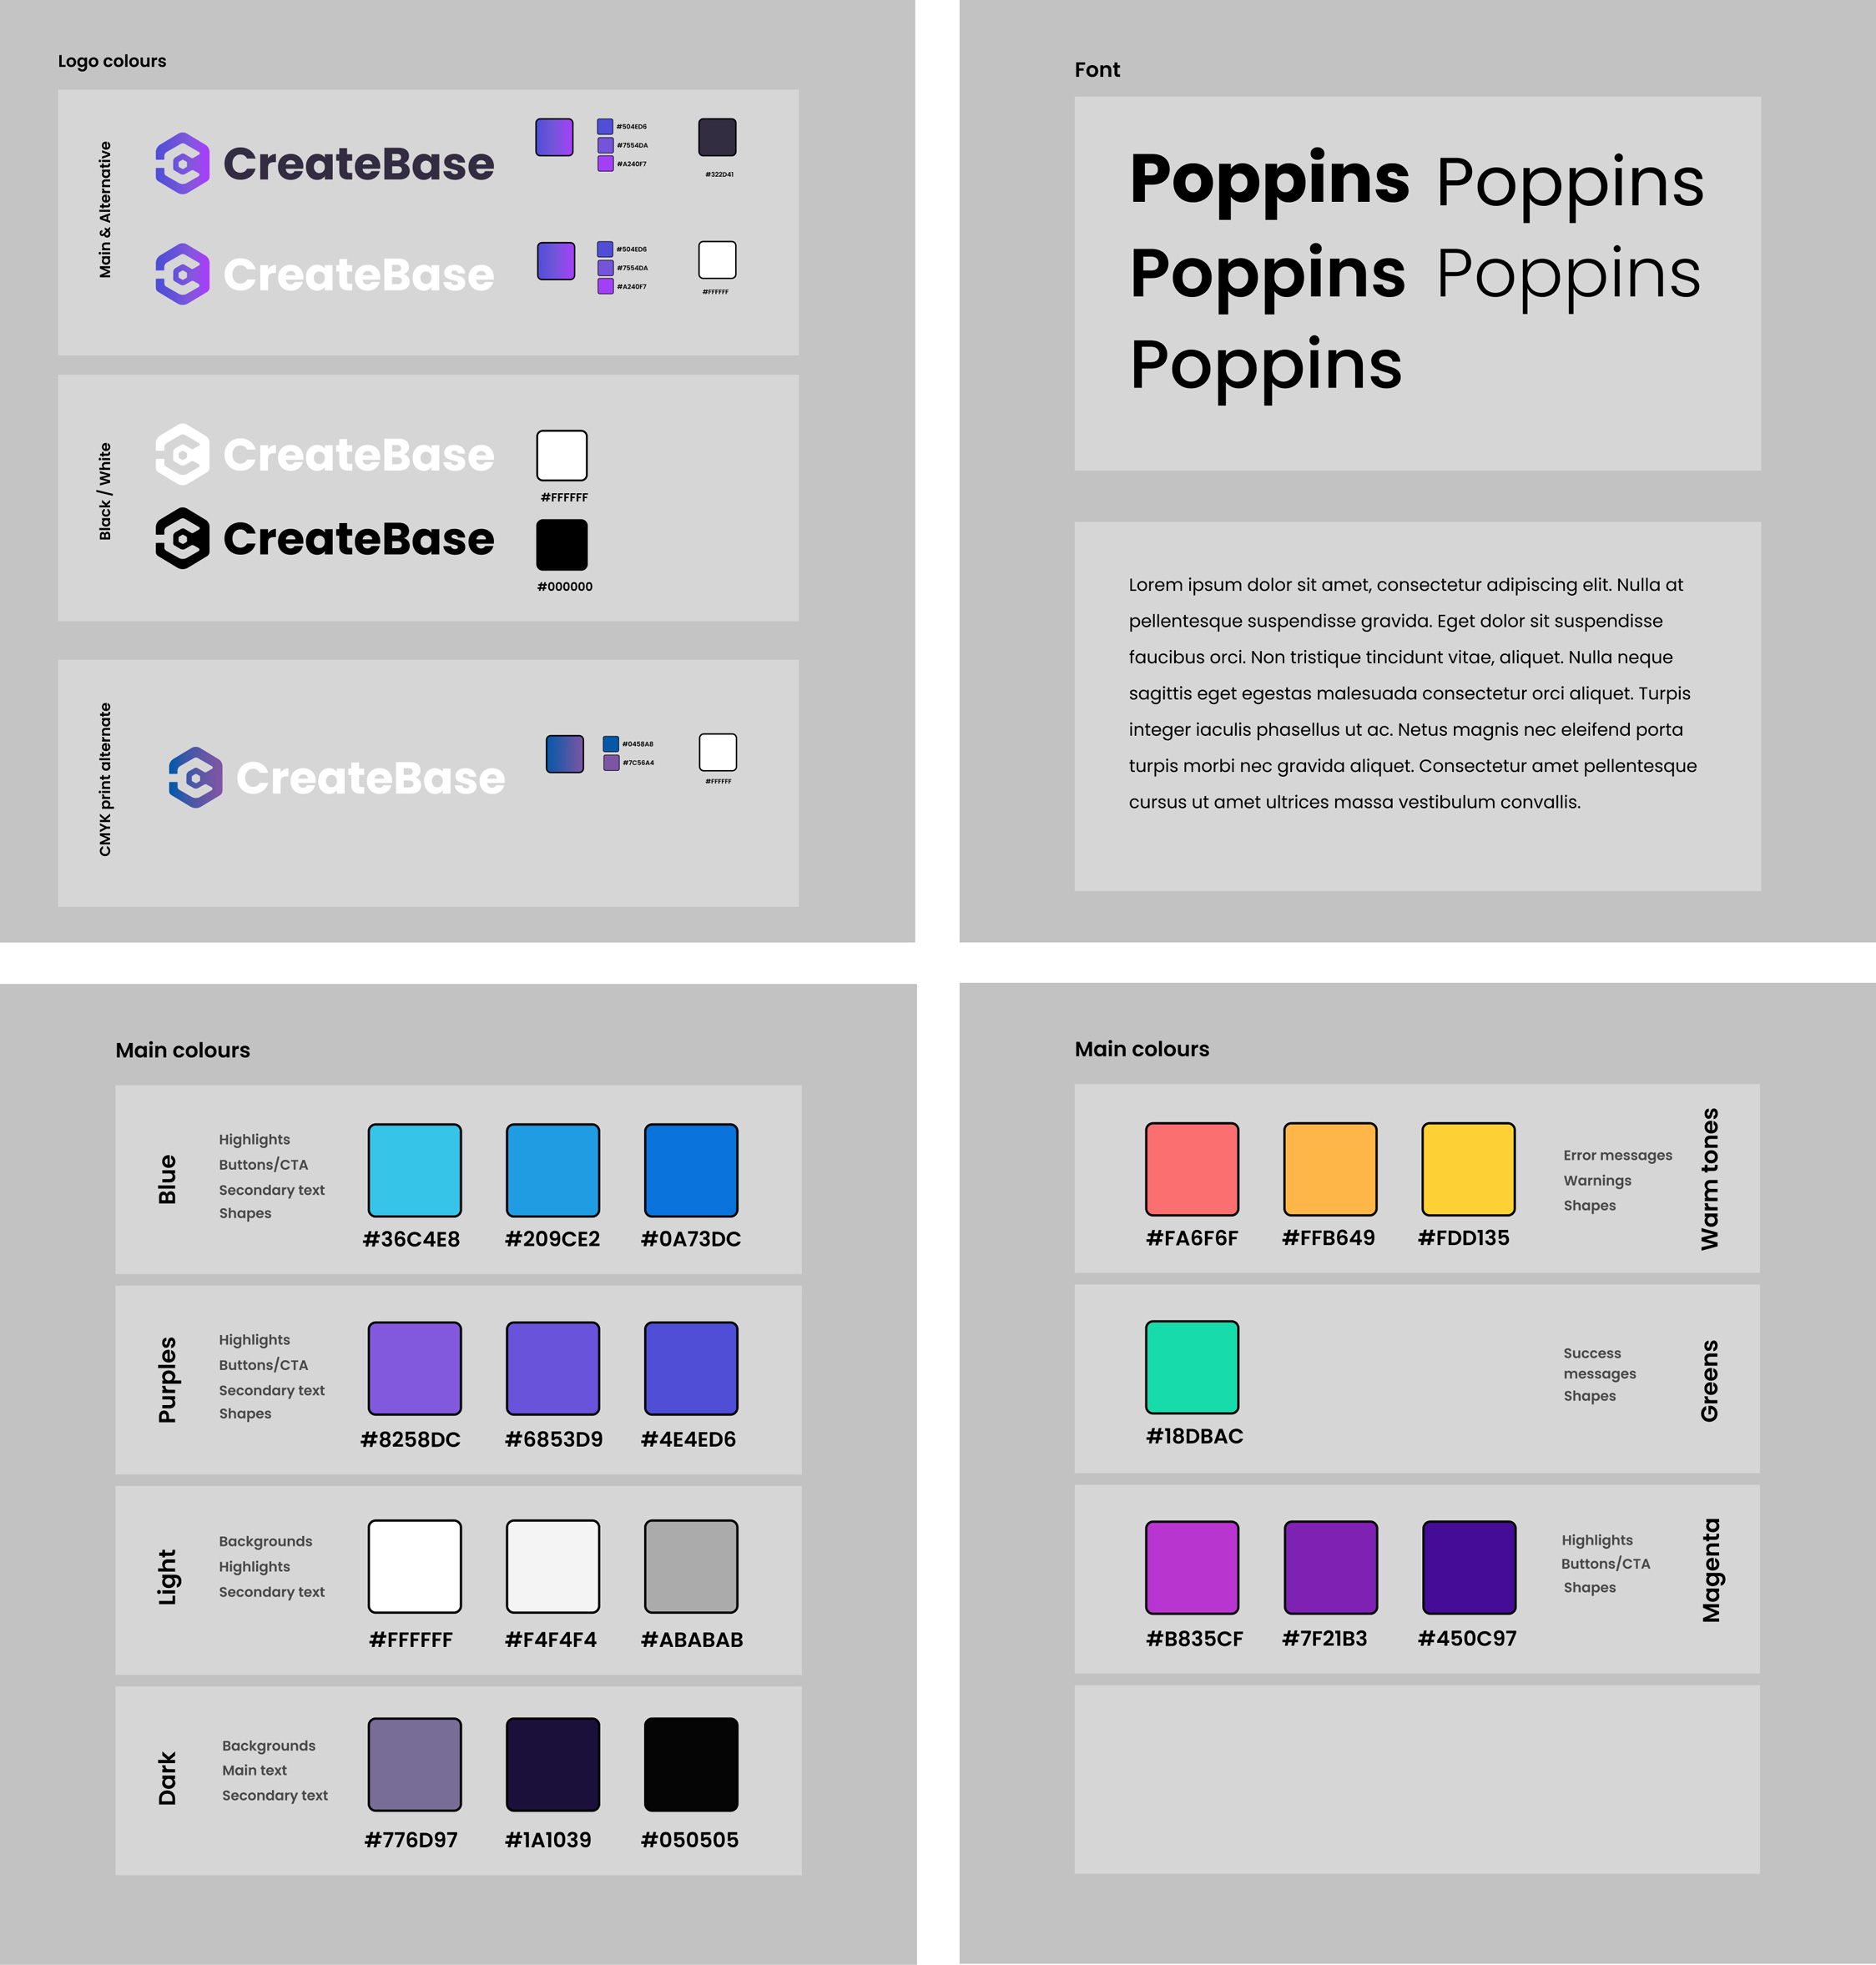 Logo colours
Main & Alternative
CreateBase
#504ED6
#7554DA
#A240F7
#322D41
CreateBase
#504ED6
#7554DA
#A240F7
#FFFFFF
Black / White
CreateBase
#FFFFFF
CreateBase
#000000
CMYK print alternate
CreateBase
#0458A8
#7C56A4
#FFFFFF
Font
Poppins Poppins
Poppins Poppins
Poppins
Lorem ipsum dolor sit amet, consectetur adipiscing elit. Nulla at
pellentesque suspendisse gravida. Eget dolor sit suspendisse
faucibus orci. Non tristique tincidunt vitae, aliquet. Nulla neque
sagittis eget egestas malesuada consectetur orci aliquet. Turpis
integer iaculis phasellus ut ac. Netus magnis nec eleifend porta
turpis morbi nec gravida aliquet. Consectetur amet pellentesque
cursus ut amet ultrices massa vestibulum convallis.
Main colours
Blue
Highlights
Buttons/CTA
Secondary text
Shapes
#36C4E8 #209CE2 #0A73DC
Purples
Highlights
Buttons/CTA
Secondary text
Shapes
#8258DC #6853D9 #4E4ED6
Light
Backgrounds
Highlights
Secondary text
#FFFFFF #F4F4F4 #ABABAB
Dark
Backgrounds
Main text
Secondary text
#776D97 #1A1039 #050505
Main colours
#FA6F6F #FFB649 #FDD135
Error messages
Warnings
Shapes
Warm tones
#18DBAC
Success
messages
Shapes
Greens
#B835CF #7F21B3 #450C97
Highlights
Buttons/CTA
Shapes
Magenta